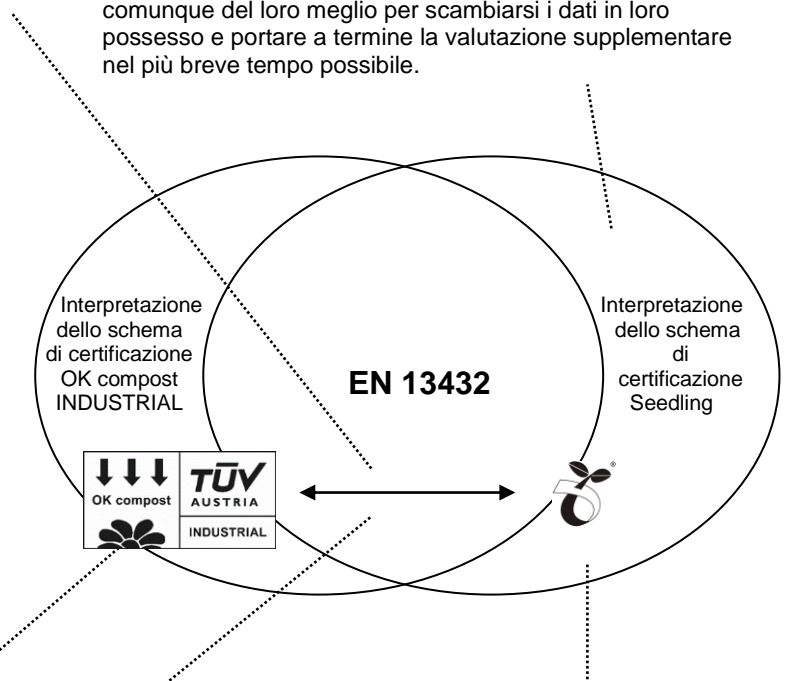 comunque del loro meglio per scambiarsi i dati in loro
possesso e portare a termine la valutazione supplementare
nel più breve tempo possibile.
Interpretazione
dello schema
di certificazione
OK compost
INDUSTRIAL
EN 13432
Interpretazione
dello schema
di
certificazione
Seedling
OK compost
TÜV
AUSTRIA
INDUSTRIAL
®